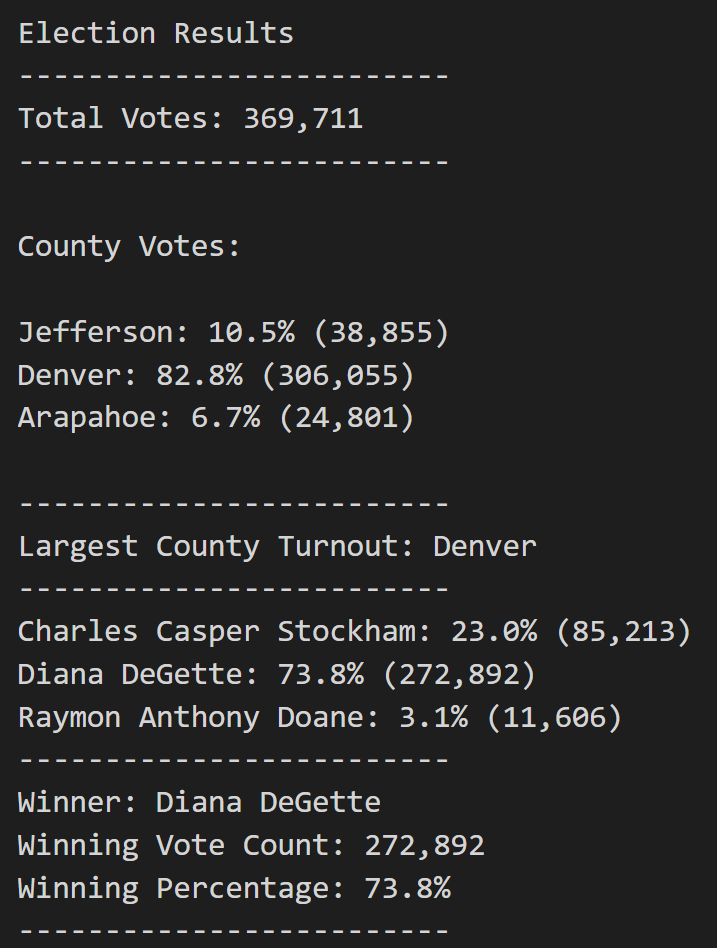 Election Results
-------------------------
Total Votes: 369,711
-------------------------
County Votes:
Jefferson: 10.5% (38,855)
Denver: 82.8% (306,055)
Arapahoe: 6.7% (24,801)
-------------------------
Largest County Turnout: Denver
-------------------------
Charles Casper Stockham: 23.0% (85,213)
Diana DeGette: 73.8% (272,892)
Raymon Anthony Doane: 3.1% (11,606)
-------------------------
Winner: Diana DeGette
Winning Vote Count: 272,892
Winning Percentage: 73.8%
-------------------------